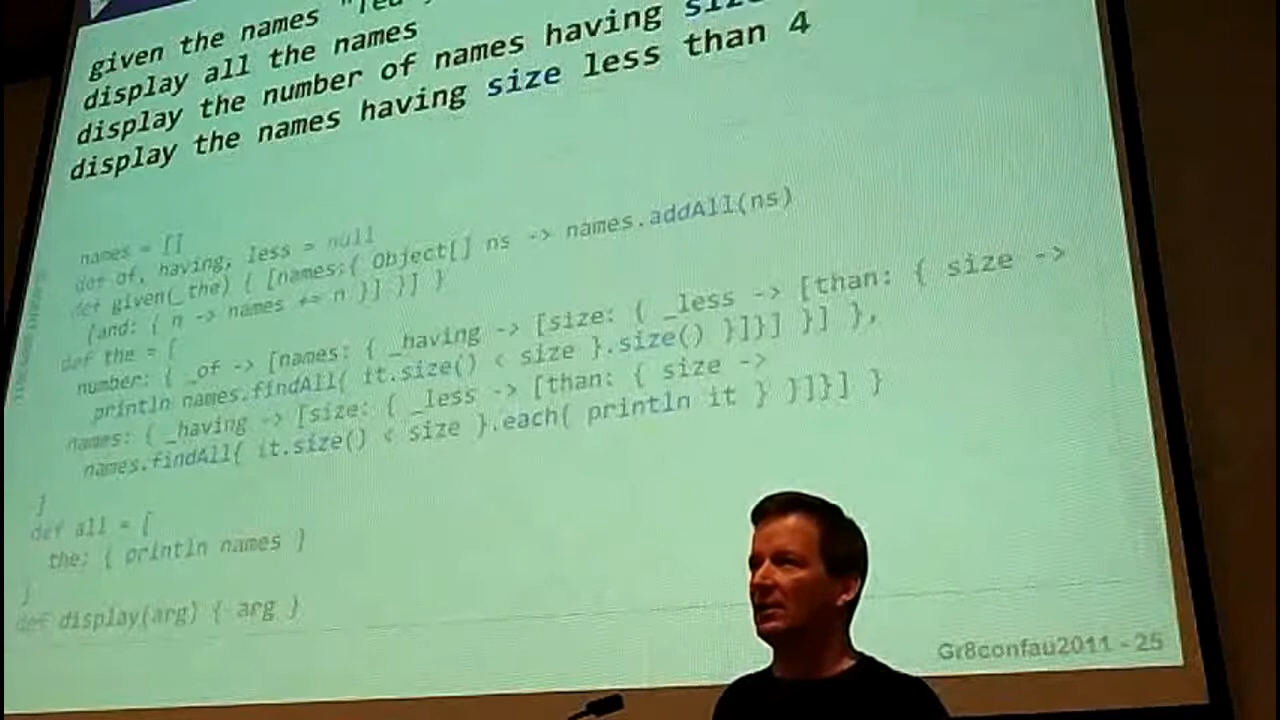 given the names "Ted
display all the names
display the number of names having size
display the names having size less than 4
names = []
def of, having, less = null
def given(_the) { [names:{ Object[] ns -> names.addAll(ns)
[and: { n -> names += n }] }] }
def the = [
number: { _of -> [names: { _having -> [size: { _less -> [than: { size ->
println names.findAll{ it.size() < size }.size() }]}] }] },
names: { _having -> [size: { _less -> [than: { size ->
names.findAll{ it.size() < size }.each{ println it } }]}] }
]
def all = [
the: { println names }
]
def display(arg) { arg }
Gr8confau2011 - 25